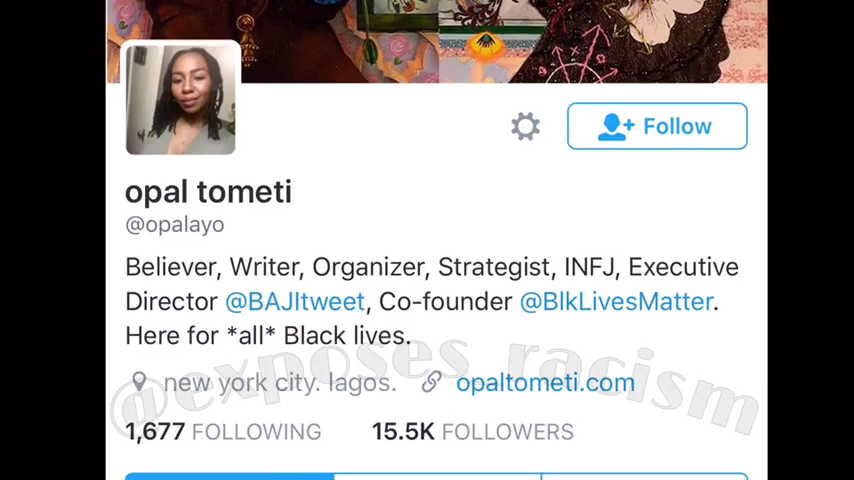 Follow
opal tometi
@opalayo
Believer, Writer, Organizer, Strategist, INFJ, Executive
Director @BAJItweet, Co-founder @BlkLivesMatter.
Here for *all* Black lives.
@exposes_racism
new york city. lagos. opaltometi.com
1,677 FOLLOWING 15.5K FOLLOWERS